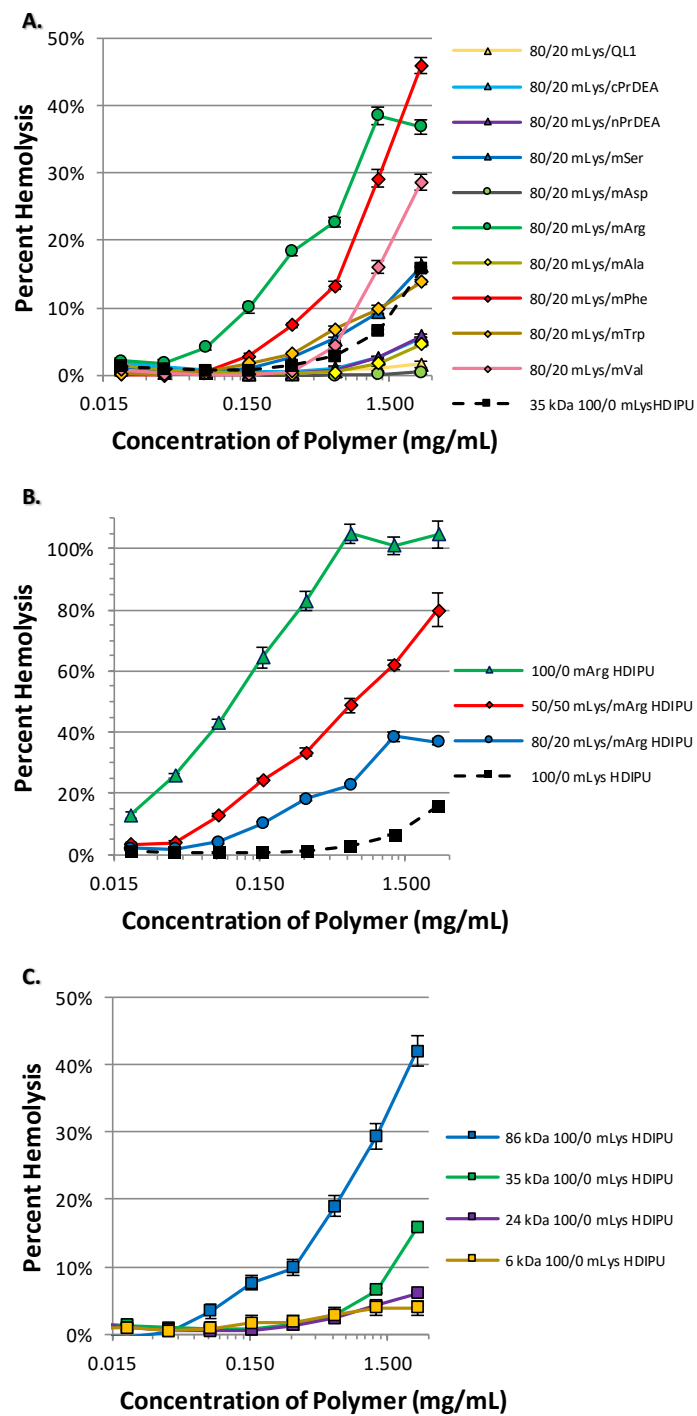 A.
50%
40%
30%
20%
10%
0%
Percent Hemolysis
0.015
0.150
1.500
Concentration of Polymer (mg/mL)
80/20 mLys/QL1
80/20 mLys/cPrDEA
80/20 mLys/nPrDEA
80/20 mLys/mSer
80/20 mLys/mAsp
80/20 mLys/mArg
80/20 mLys/mAla
80/20 mLys/mPhe
80/20 mLys/mTrp
80/20 mLys/mVal
35 kDa 100/0 mLysHDIPU
B.
100%
80%
60%
40%
20%
0%
Percent Hemolysis
0.015
0.150
1.500
Concentration of Polymer (mg/mL)
100/0 mArg HDIPU
50/50 mLys/mArg HDIPU
80/20 mLys/mArg HDIPU
100/0 mLys HDIPU
C.
50%
40%
30%
20%
10%
0%
Percent Hemolysis
0.015
0.150
1.500
Concentration of Polymer (mg/mL)
86 kDa 100/0 mLys HDIPU
35 kDa 100/0 mLys HDIPU
24 kDa 100/0 mLys HDIPU
6 kDa 100/0 mLys HDIPU